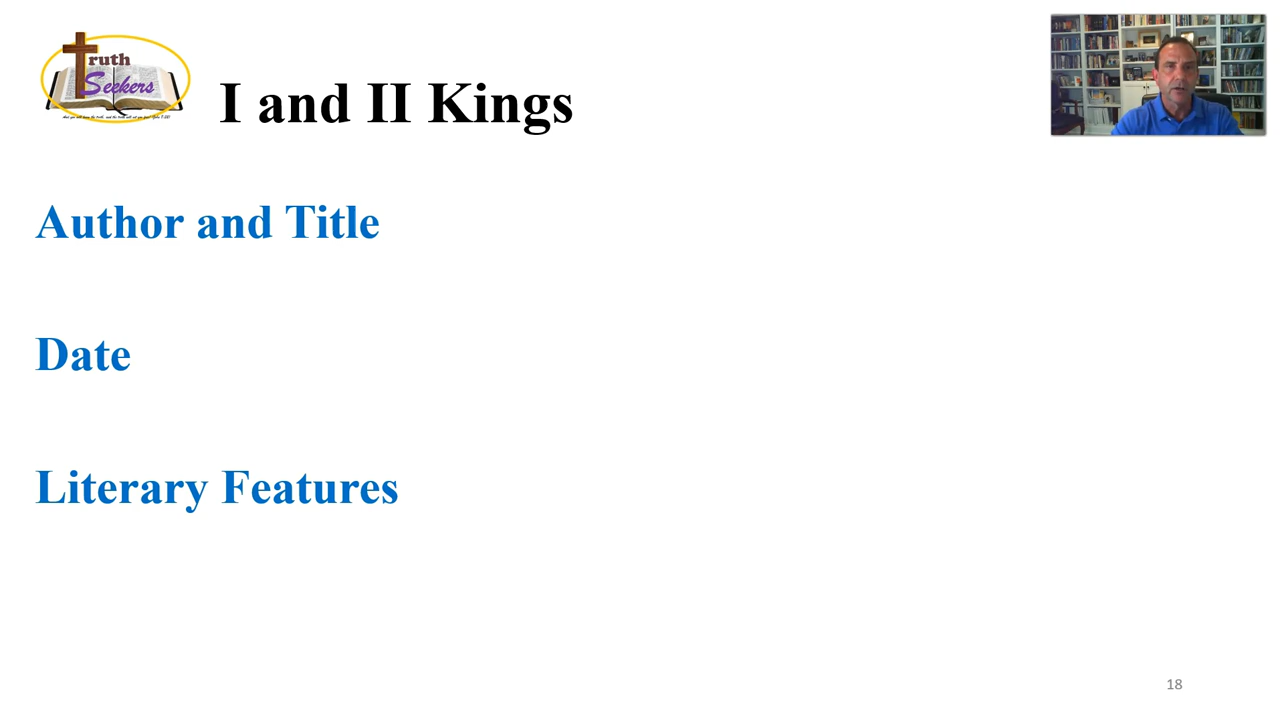 Truth
Seekers
I and II Kings
Author and Title
Date
Literary Features
18